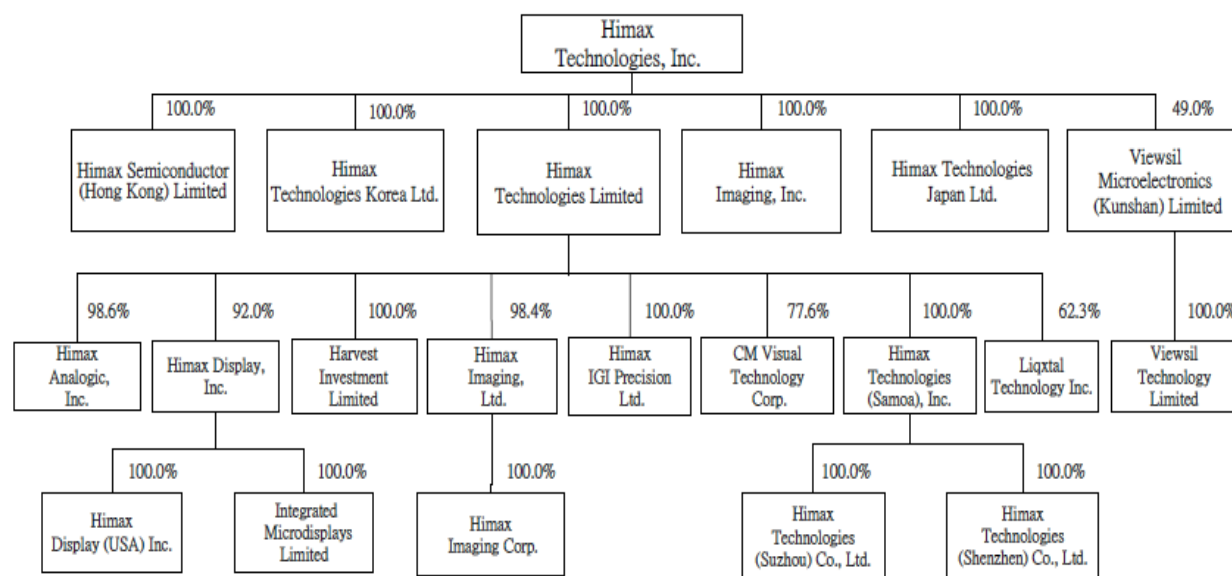 Himax
Technologies, Inc.
100.0%
100.0%
100.0%
100.0%
100.0%
49.0%
Himax Semiconductor
(Hong Kong) Limited
Himax
Technologies Korea Ltd.
Himax
Technologies Limited
Himax
Imaging, Inc.
Himax Technologies
Japan Ltd.
Viewsil
Microelectronics
(Kunshan) Limited
98.6%
92.0%
100.0%
98.4%
100.0%
77.6%
100.0%
62.3%
100.0%
Himax
Analogic,
Inc.
Himax Display,
Inc.
Harvest
Investment
Limited
Himax
Imaging,
Ltd.
Himax
IGI Precision
Ltd.
CM Visual
Technology
Corp.
Himax
Technologies
(Samoa), Inc.
Liqxtal
Technology Inc.
Viewsil
Technology
Limited
100.0%
100.0%
100.0%
100.0%
100.0%
Himax
Display (USA) Inc.
Integrated
Microdisplays
Limited
Himax
Imaging Corp.
Himax
Technologies
(Suzhou) Co., Ltd.
Himax
Technologies
(Shenzhen) Co., Ltd.